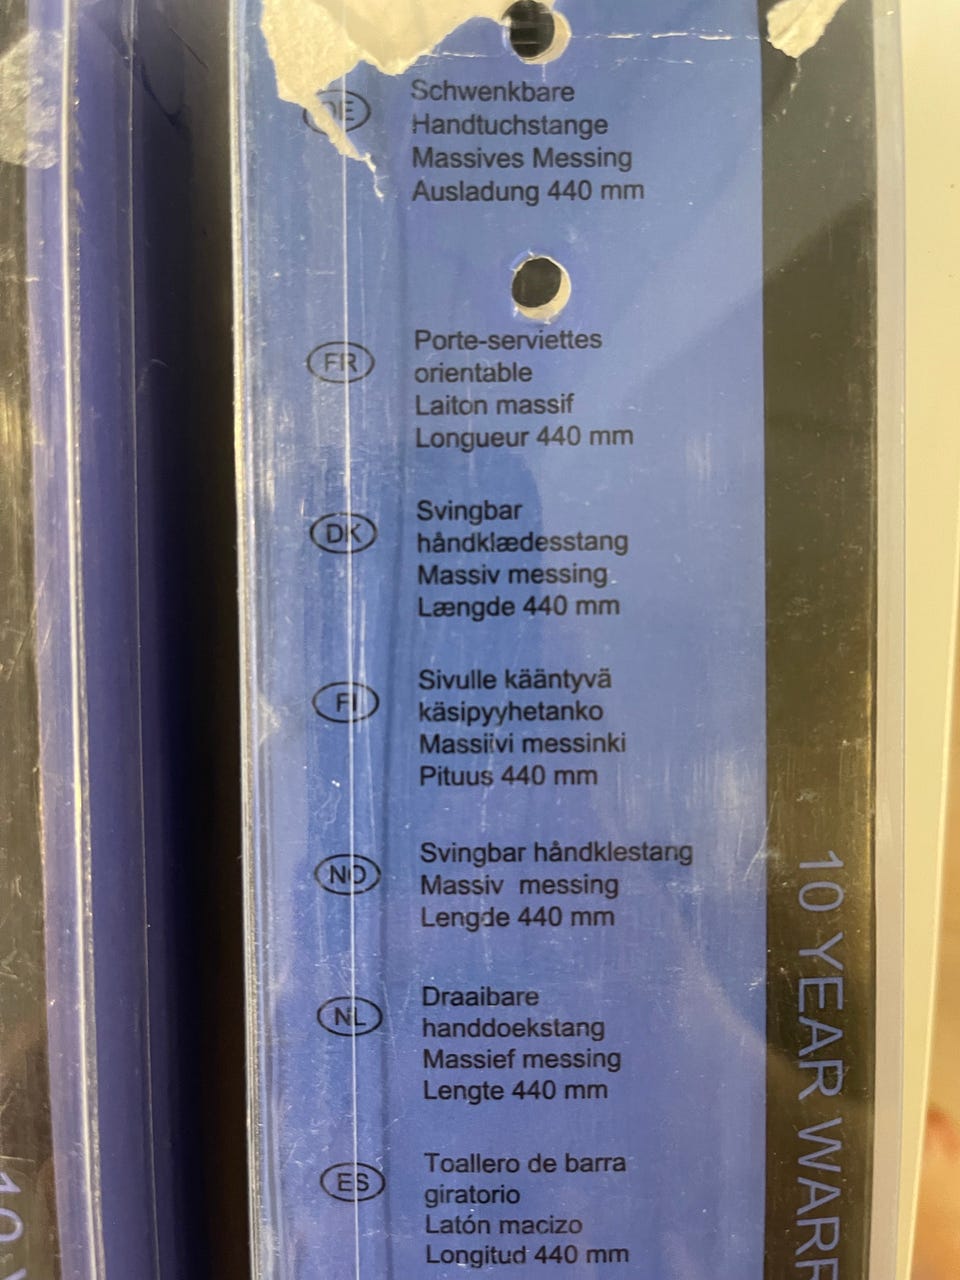 DE
Schwenkbare
Handtuchstange
Massives Messing
Ausladung 440 mm
FR
Porte-serviettes
orientable
Laiton massif
Longueur 440 mm
DK
Svingbar
håndklædesstang
Massiv messing
Længde 440 mm
FI
Sivulle kääntyvä
käsipyyhetanko
Massiivi messinki
Pituus 440 mm
NO
Svingbar håndklestang
Massiv messing
Lengde 440 mm
NL
Draaibare
handdoekstang
Massief messing
Lengte 440 mm
ES
Toallero de barra
giratorio
Latón macizo
Longitud 440 mm
10 YEAR WARR
10